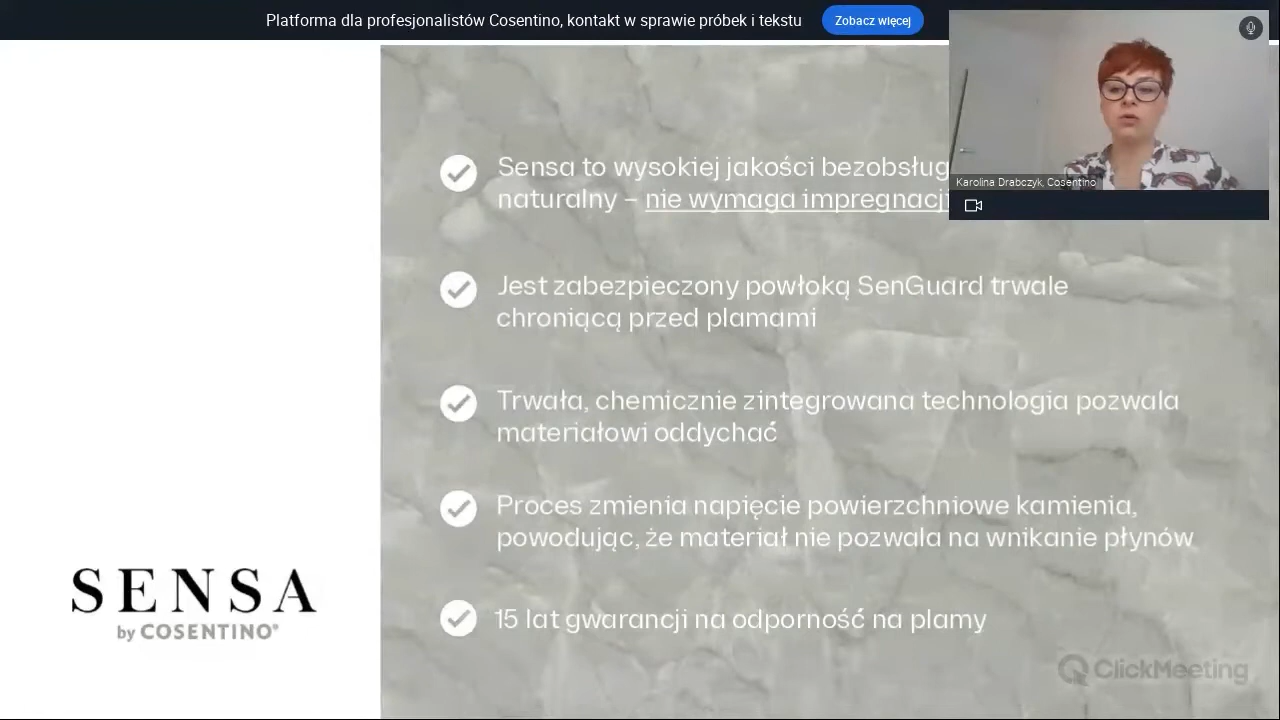 Platforma dla profesjonalistów Cosentino, kontakt w sprawie próbek i tekstu
Zobacz więcej
Karolina Drabczyk, Cosentino
Sensa to wysokiej jakości
naturalny – nie wymaga impregnacji
Jest zabezpieczony powłoką SenGuard trwale
chroniącą przed plamami
Trwała, chemicznie zintegrowana technologia pozwala
materiałowi oddychać
Proces zmienia napięcie powierzchniowe kamienia,
powodując, że materiał nie pozwala na wnikanie płynów
15 lat gwarancji na odporność na plamy
SENSA
by COSENTINO®
ClickMeeting